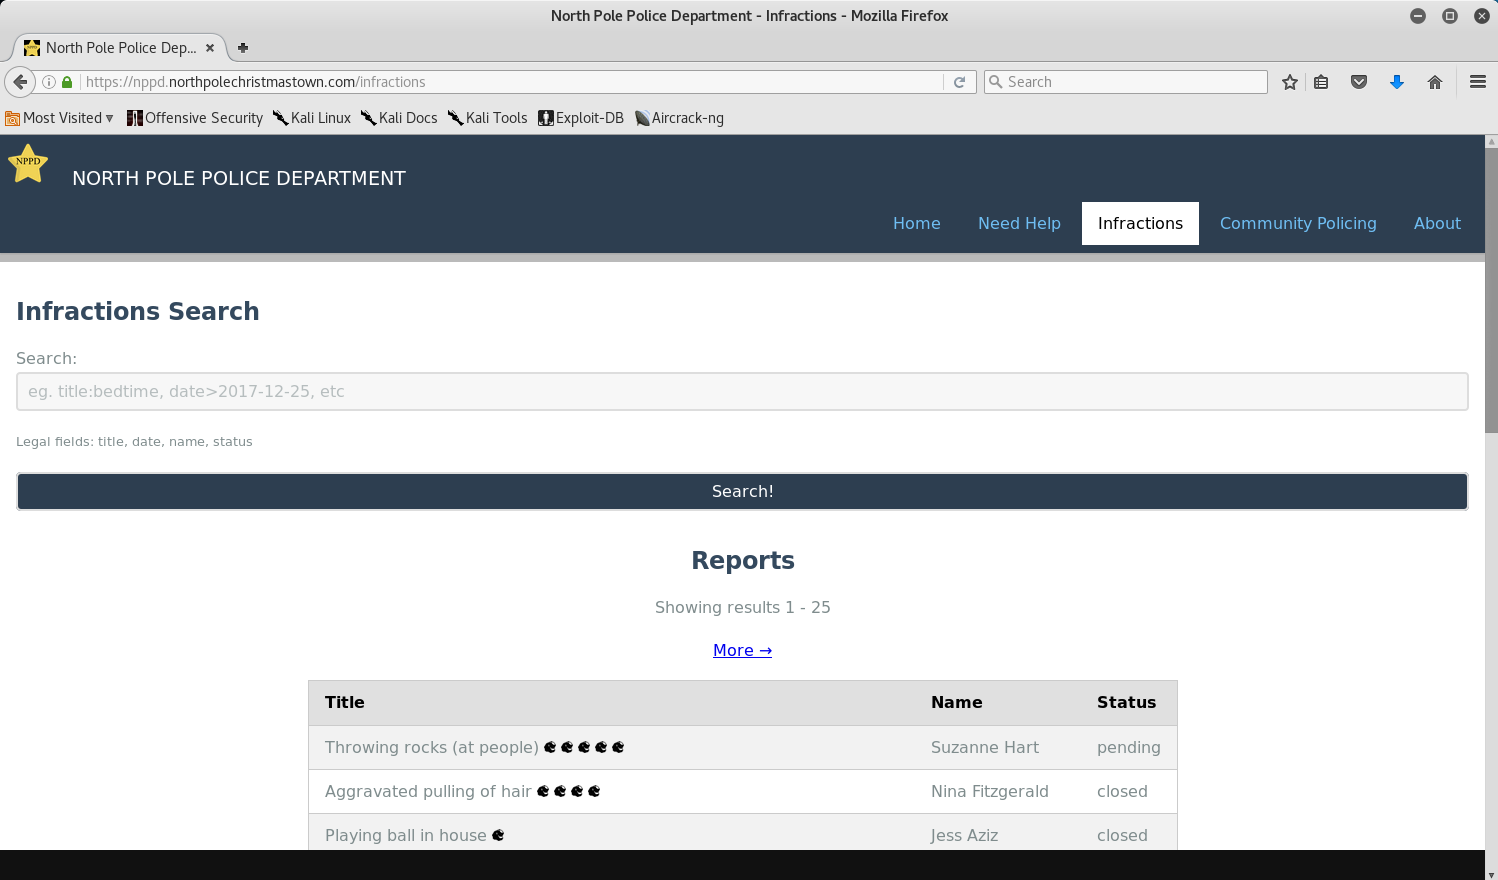 North Pole Police Department - Infractions - Mozilla Firefox
North Pole Police Dep...
https://nppd.northpolechristmastown.com/infractions
Search
Most Visited
Offensive Security
Kali Linux
Kali Docs
Kali Tools
Exploit-DB
Aircrack-ng
NPPD
NORTH POLE POLICE DEPARTMENT
Home
Need Help
Infractions
Community Policing
About
Infractions Search
Search:
eg. title:bedtime, date>2017-12-25, etc
Legal fields: title, date, name, status
Search!
Reports
Showing results 1 - 25
More →
Title Name Status
Throwing rocks (at people) Suzanne Hart pending
Aggravated pulling of hair Nina Fitzgerald closed
Playing ball in house Jess Aziz closed